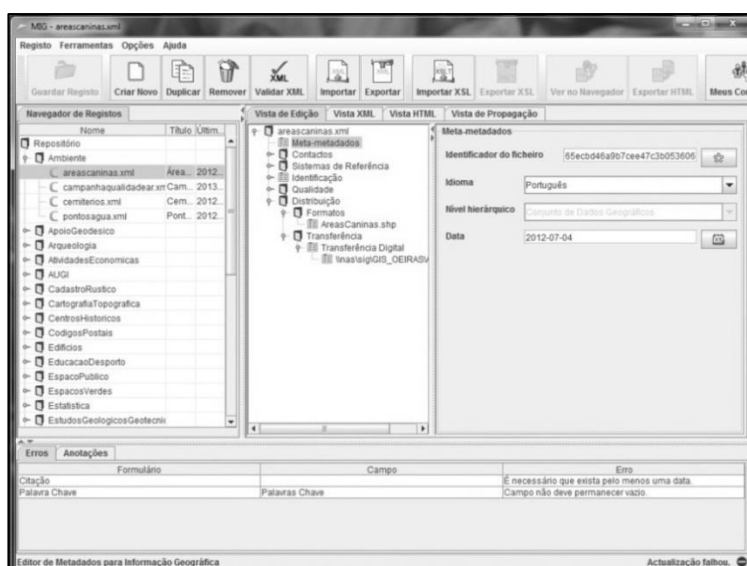 MIG - areascaninas.xml
Registo Ferramentas Opções Ajuda
Guardar Registo Criar Novo Duplicar Remover Validar XML Importar Exportar Importar XSL Exportar XSL Ver no Navegador Exportar HTML Meus Co
Navegador de Registos
Nome Título Últim...
Repositório
Ambiente
areascaninas.xml Área... 2012...
campanhaqualidadear.xm Cam... 2013...
cemiterios.xml Cem... 2012...
pontosagua.xml Pont... 2012...
ApoioGeodesico
Arqueologia
AtividadesEconomicas
AUGI
CadastroRustico
CartografiaTopografica
CentrosHistoricos
CodigosPostais
Edificios
EducacaoDesporto
EspacoPublico
EspacosVerdes
Estatistica
EstudosGeologicosGeotecni
Vista de Edição Vista XML Vista HTML Vista de Propagação
areascaninas.xml
Meta-metadados
Contactos
Sistemas de Referência
Identificação
Qualidade
Distribuição
Formatos
AreasCaninas.shp
Transferência
Transferência Digital
\\nas\sig\GIS_OEIRAS\
Meta-metadados
Identificador do ficheiro 65ecbd46a9b7cee47c3b053606
Idioma Português
Nível hierárquico Conjunto de Dados Geográficos
Data 2012-07-04
Erros Anotações
Formulário Campo Erro
Citação É necessário que exista pelo menos uma data.
Palavra Chave Palavras Chave Campo não deve permanecer vazio.
Editor de Metadados para Informação Geográfica Actualização falhou.